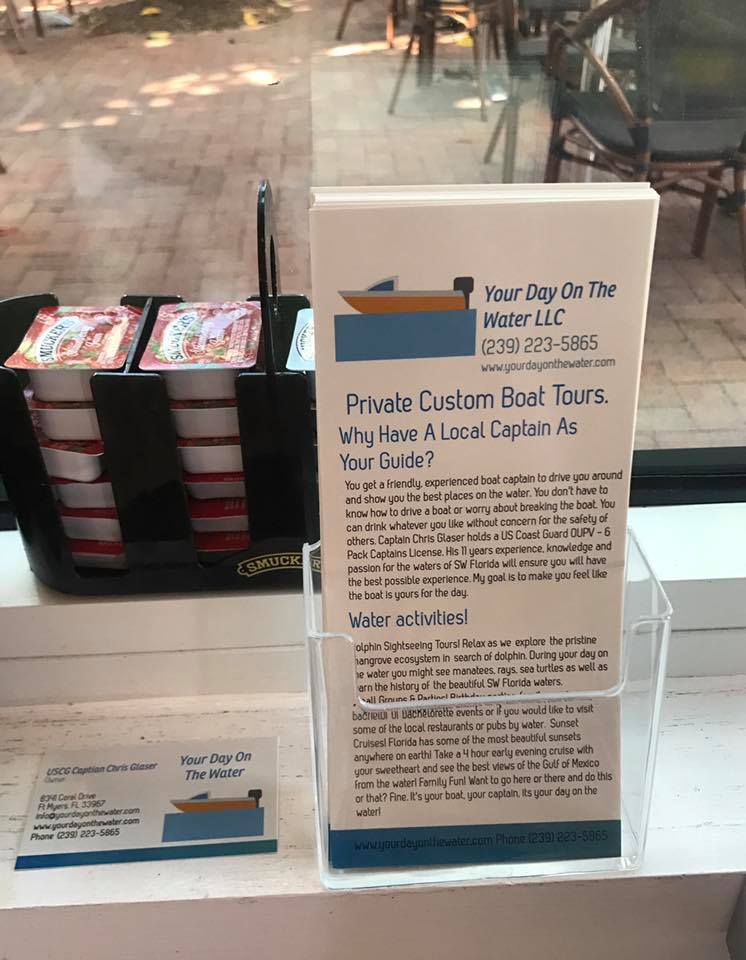 SMUCKER'S
SMUCKER'S
SMUCKER
Your Day On The
Water LLC
(239) 223-5865
www.yourdayonthewater.com
Private Custom Boat Tours.
Why Have A Local Captain As
Your Guide?
You get a friendly, experienced boat captain to drive you around
and show you the best places on the water. You don't have to
know how to drive a boat or worry about breaking the boat. You
can drink whatever you like without concern for the safety of
others. Captain Chris Glaser holds a US Coast Guard OUPV - 6
Pack Captains License. His 11 years experience, knowledge and
passion for the waters of SW Florida will ensure you will have
the best possible experience. My goal is to make you feel like
the boat is yours for the day.
Water activities!
olphin Sightseeing Tours! Relax as we explore the pristine
angrove ecosystem in search of dolphin. During your day on
e water you might see manatees, rays, sea turtles as well as
arn the history of the beautiful SW Florida waters.
all Groups & Parties! Birthday
bachelor or bachelorette events or if you would like to visit
some of the local restaurants or pubs by water. Sunset
Cruises! Florida has some of the most beautiful sunsets
anywhere on earth! Take a 4 hour early evening cruise with
your sweetheart and see the best views of the Gulf of Mexico
from the water! Family Fun! Want to go here or there and do this
or that? Fine. It's your boat, your captain, its your day on the
water!
www.yourdayonthewater.com Phone (239) 223-5865
USCG Captian Chris Glaser
Owner
8341 Coral Drive
Ft Myers, FL 33967
info@yourdayonthewater.com
www.yourdayonthewater.com
Phone (239) 223-5865
Your Day On
The Water